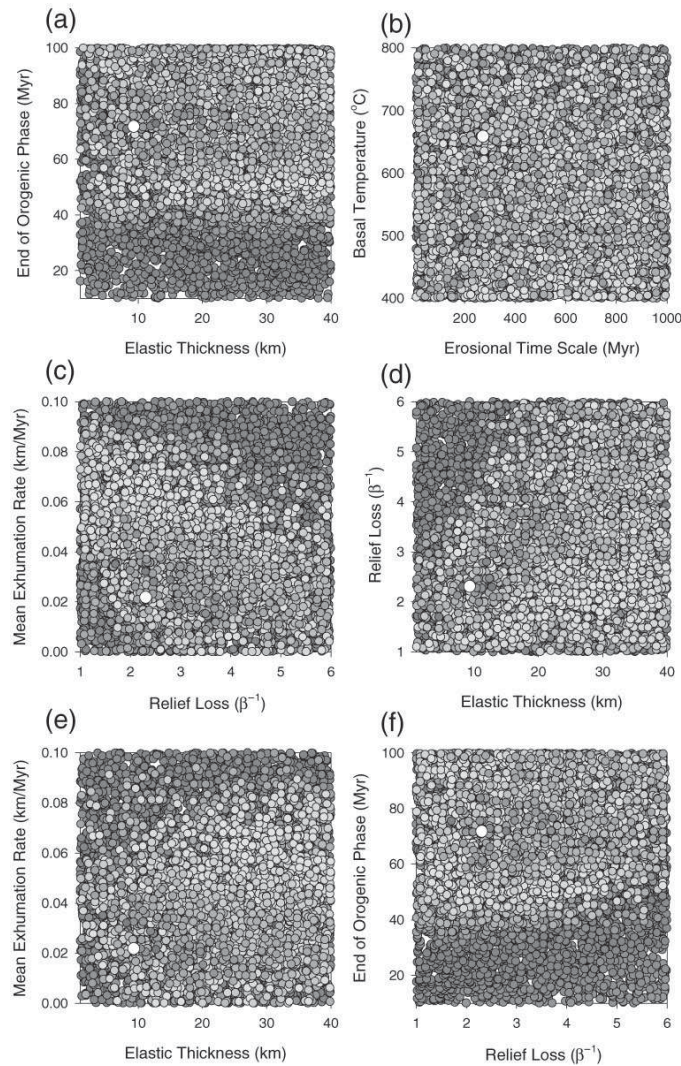 (a)
End of Orogenic Phase (Myr)
100
80
60
40
20
10 20 30 40
Elastic Thickness (km)
(b)
Basal Temperature (°C)
800
700
600
500
400
200 400 600 800 1000
Erosional Time Scale (Myr)
(c)
Mean Exhumation Rate (km/Myr)
0.10
0.08
0.06
0.04
0.02
0.00
1 2 3 4 5 6
Relief Loss (β⁻¹)
(d)
Relief Loss (β⁻¹)
6
5
4
3
2
1
10 20 30 40
Elastic Thickness (km)
(e)
Mean Exhumation Rate (km/Myr)
0.10
0.08
0.06
0.04
0.02
0.00
10 20 30 40
Elastic Thickness (km)
(f)
End of Orogenic Phase (Myr)
100
80
60
40
20
1 2 3 4 5 6
Relief Loss (β⁻¹)